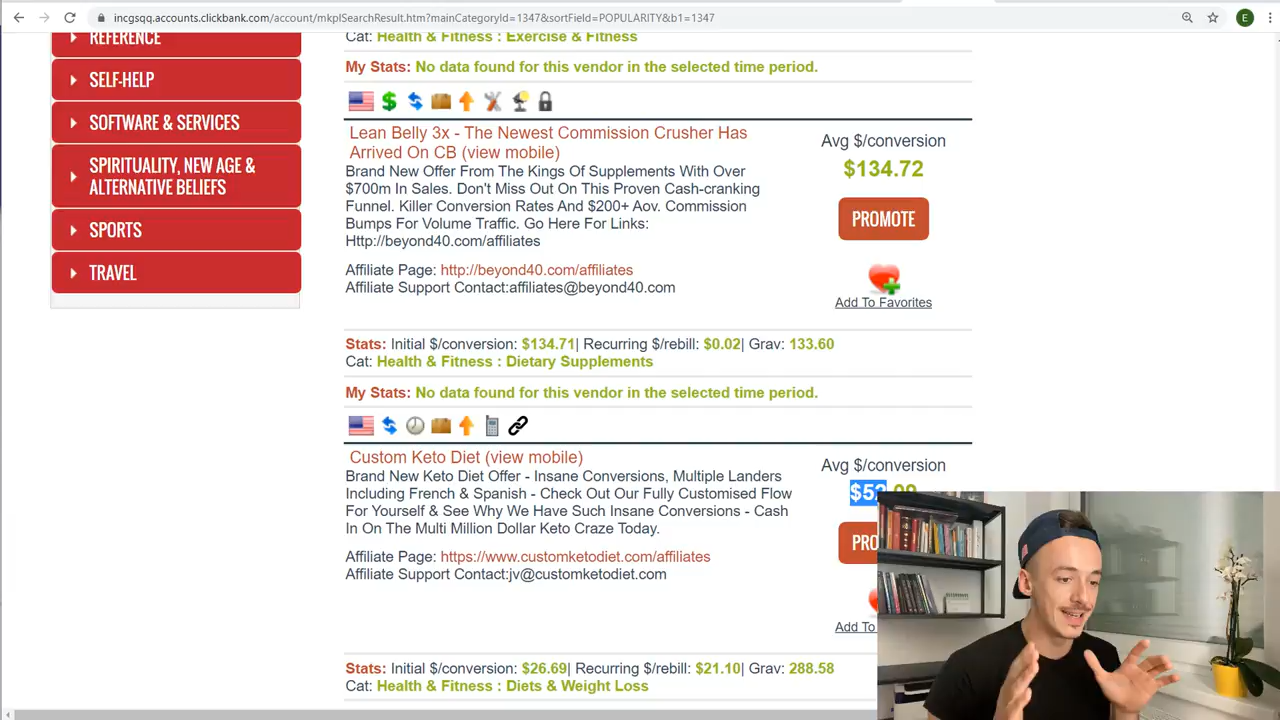 incgsqq.accounts.clickbank.com/account/mkplSearchResult.htm?mainCategoryId=1347&sortField=POPULARITY&b1=1347
E
REFERENCE
SELF-HELP
SOFTWARE & SERVICES
SPIRITUALITY, NEW AGE &
ALTERNATIVE BELIEFS
SPORTS
TRAVEL
Cat: Health & Fitness : Exercise & Fitness
My Stats: No data found for this vendor in the selected time period.
Lean Belly 3x - The Newest Commission Crusher Has
Arrived On CB (view mobile)
Brand New Offer From The Kings Of Supplements With Over
$700m In Sales. Don't Miss Out On This Proven Cash-cranking
Funnel. Killer Conversion Rates And $200+ Aov. Commission
Bumps For Volume Traffic. Go Here For Links:
Http://beyond40.com/affiliates
Affiliate Page: http://beyond40.com/affiliates
Affiliate Support Contact:affiliates@beyond40.com
Avg $/conversion
$134.72
PROMOTE
Add To Favorites
Stats: Initial $/conversion: $134.71| Recurring $/rebill: $0.02| Grav: 133.60
Cat: Health & Fitness : Dietary Supplements
My Stats: No data found for this vendor in the selected time period.
Custom Keto Diet (view mobile)
Brand New Keto Diet Offer - Insane Conversions, Multiple Landers
Including French & Spanish - Check Out Our Fully Customised Flow
For Yourself & See Why We Have Such Insane Conversions - Cash
In On The Multi Million Dollar Keto Craze Today.
Affiliate Page: https://www.customketodiet.com/affiliates
Affiliate Support Contact:jv@customketodiet.com
Avg $/conversion
PRO
Add To
Stats: Initial $/conversion: $26.69| Recurring $/rebill: $21.10| Grav: 288.58
Cat: Health & Fitness : Diets & Weight Loss